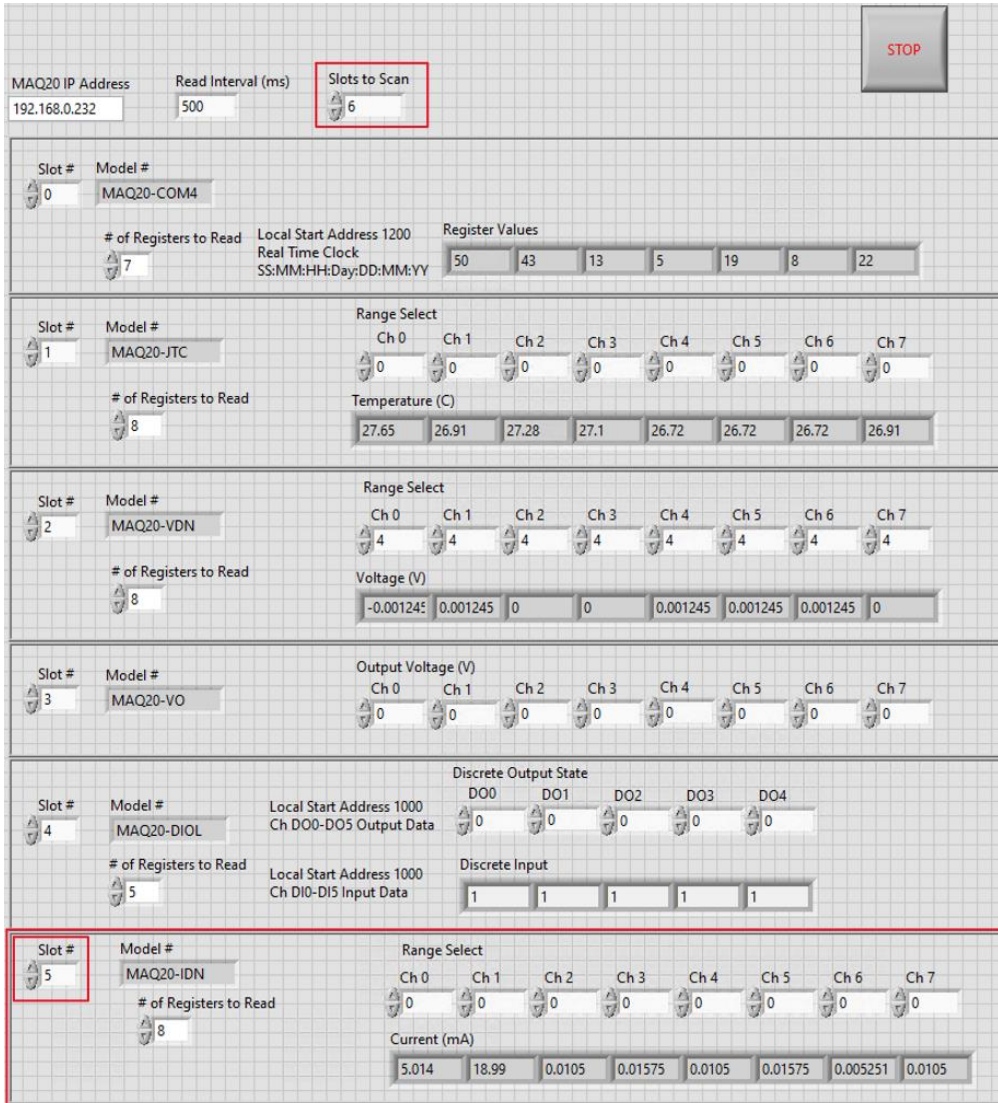 STOP
MAQ20 IP Address Read Interval (ms) Slots to Scan
192.168.0.232 500 6
Slot # Model #
0 MAQ20-COM4
# of Registers to Read Local Start Address 1200 Register Values
7 Real Time Clock 50 43 13 5 19 8 22
SS:MM:HH:Day:DD:MM:YY
Range Select
Slot # Model # Ch 0 Ch 1 Ch 2 Ch 3 Ch 4 Ch 5 Ch 6 Ch 7
1 MAQ20-JTC 0 0 0 0 0 0 0 0
# of Registers to Read Temperature (C)
8 27.65 26.91 27.28 27.1 26.72 26.72 26.72 26.91
Range Select
Slot # Model # Ch 0 Ch 1 Ch 2 Ch 3 Ch 4 Ch 5 Ch 6 Ch 7
2 MAQ20-VDN 4 4 4 4 4 4 4 4
# of Registers to Read Voltage (V)
8 -0.001245 0.001245 0 0 0.001245 0.001245 0.001245 0
Output Voltage (V)
Slot # Model # Ch 0 Ch 1 Ch 2 Ch 3 Ch 4 Ch 5 Ch 6 Ch 7
3 MAQ20-VO 0 0 0 0 0 0 0 0
Discrete Output State
Slot # Model # Local Start Address 1000 DO0 DO1 DO2 DO3 DO4
4 MAQ20-DIOL Ch DO0-DO5 Output Data 0 0 0 0 0
# of Registers to Read Local Start Address 1000 Discrete Input
5 Ch DI0-DI5 Input Data 1 1 1 1 1
Slot # Model # Range Select
5 MAQ20-IDN Ch 0 Ch 1 Ch 2 Ch 3 Ch 4 Ch 5 Ch 6 Ch 7
# of Registers to Read 0 0 0 0 0 0 0 0
8 Current (mA)
5.014 18.99 0.0105 0.01575 0.0105 0.01575 0.005251 0.0105